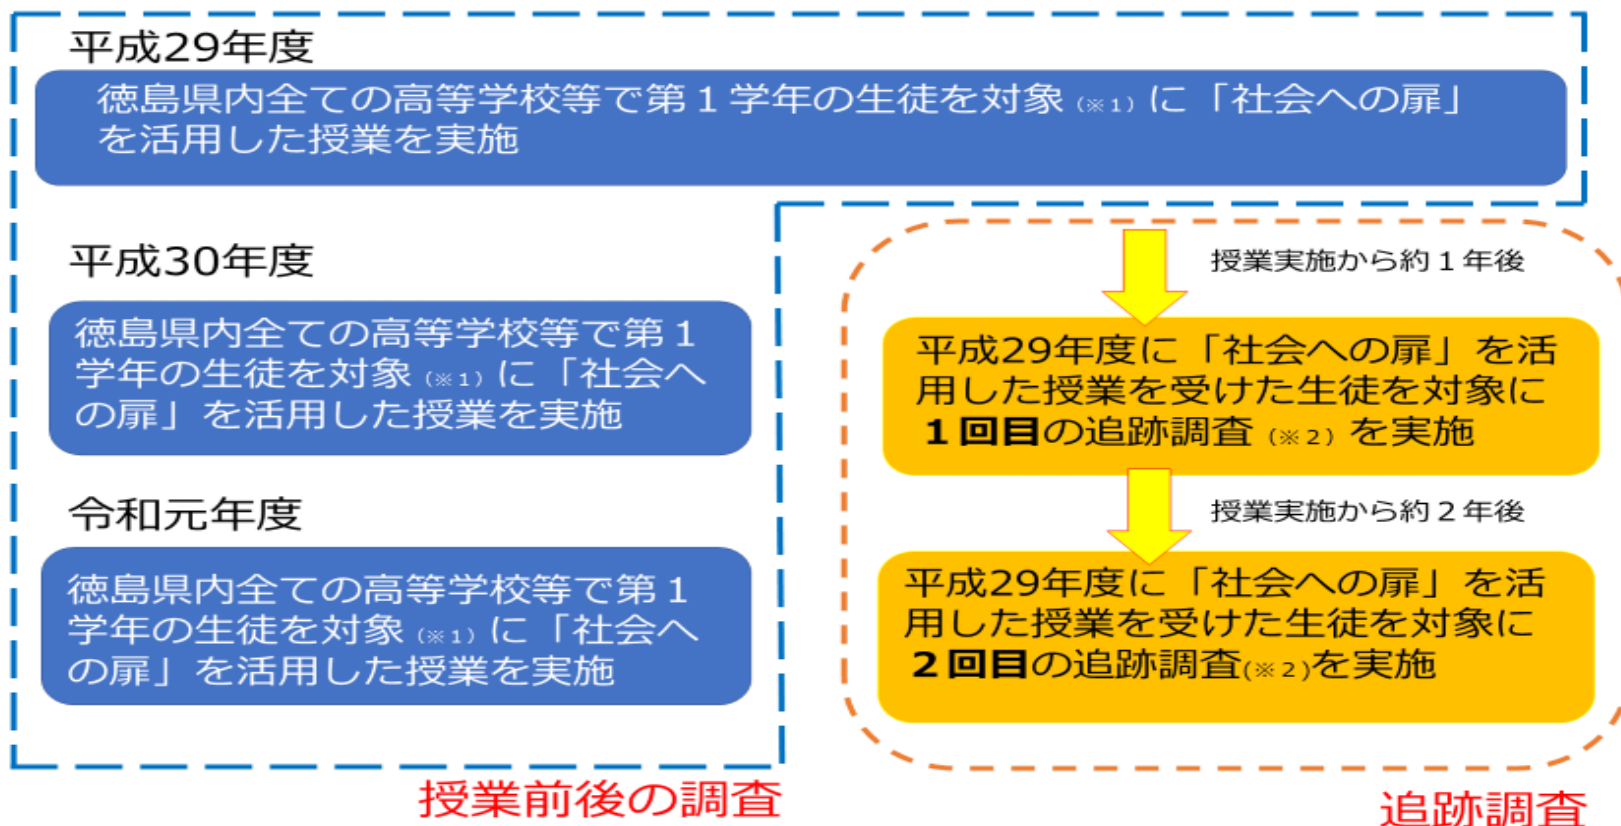 平成29年度
徳島県内全ての高等学校等で第１学年の生徒を対象（※１）に「社会への扉」
を活用した授業を実施
平成30年度
徳島県内全ての高等学校等で第１
学年の生徒を対象（※１）に「社会へ
の扉」を活用した授業を実施
令和元年度
徳島県内全ての高等学校等で第１
学年の生徒を対象（※１）に「社会へ
の扉」を活用した授業を実施
授業前後の調査
授業実施から約１年後
平成29年度に「社会への扉」を活
用した授業を受けた生徒を対象に
１回目の追跡調査（※２）を実施
授業実施から約２年後
平成29年度に「社会への扉」を活
用した授業を受けた生徒を対象に
２回目の追跡調査(※２)を実施
追跡調査